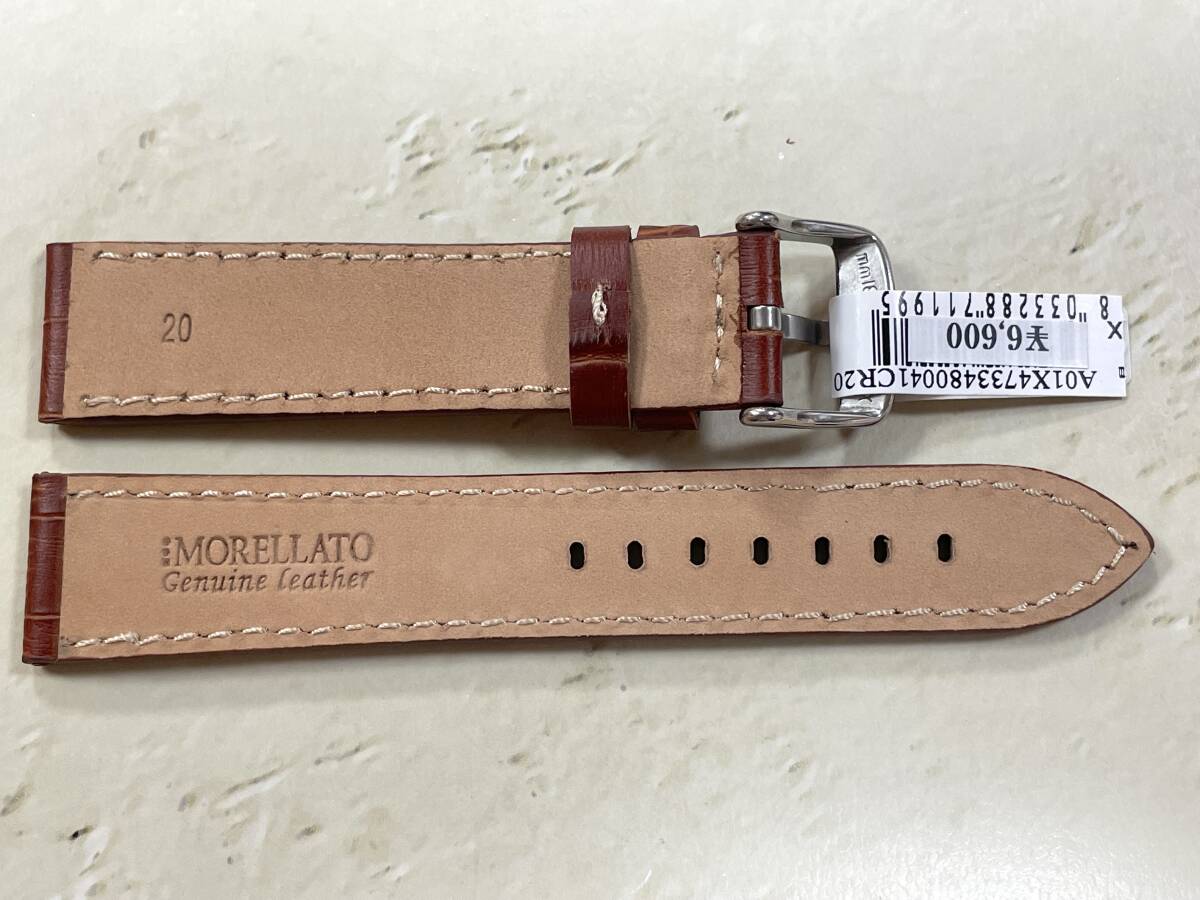 20
MORELLATO
Genuine leather
¥6,600
A01X4733480041CR20
8"033288"711995
X